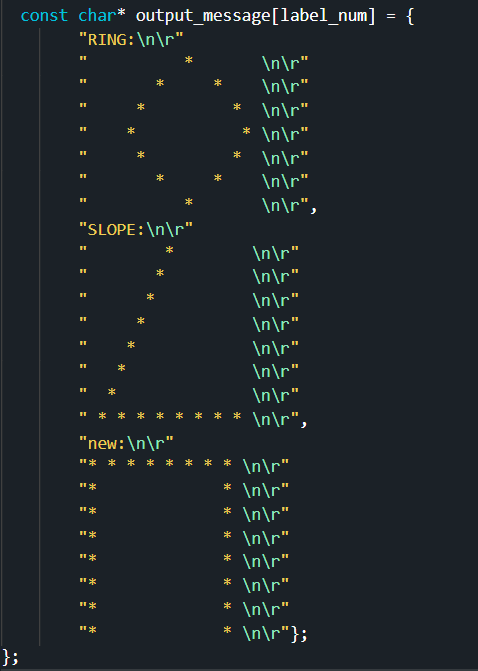 const char* output_message[label_num] = {
        "RING:\n\r"
        "          *       \n\r"
        "       *     *    \n\r"
        "     *         *  \n\r"
        "    *           * \n\r"
        "     *         *  \n\r"
        "       *     *    \n\r"
        "          *       \n\r",
        "SLOPE:\n\r"
        "        *        \n\r"
        "       *         \n\r"
        "      *          \n\r"
        "     *           \n\r"
        "    *            \n\r"
        "   *             \n\r"
        "  *              \n\r"
        " * * * * * * * * \n\r",
        "new:\n\r"
        "* * * * * * * * \n\r"
        "*             * \n\r"
        "*             * \n\r"
        "*             * \n\r"
        "*             * \n\r"
        "*             * \n\r"
        "*             * \n\r"
        "*             * \n\r"};
};